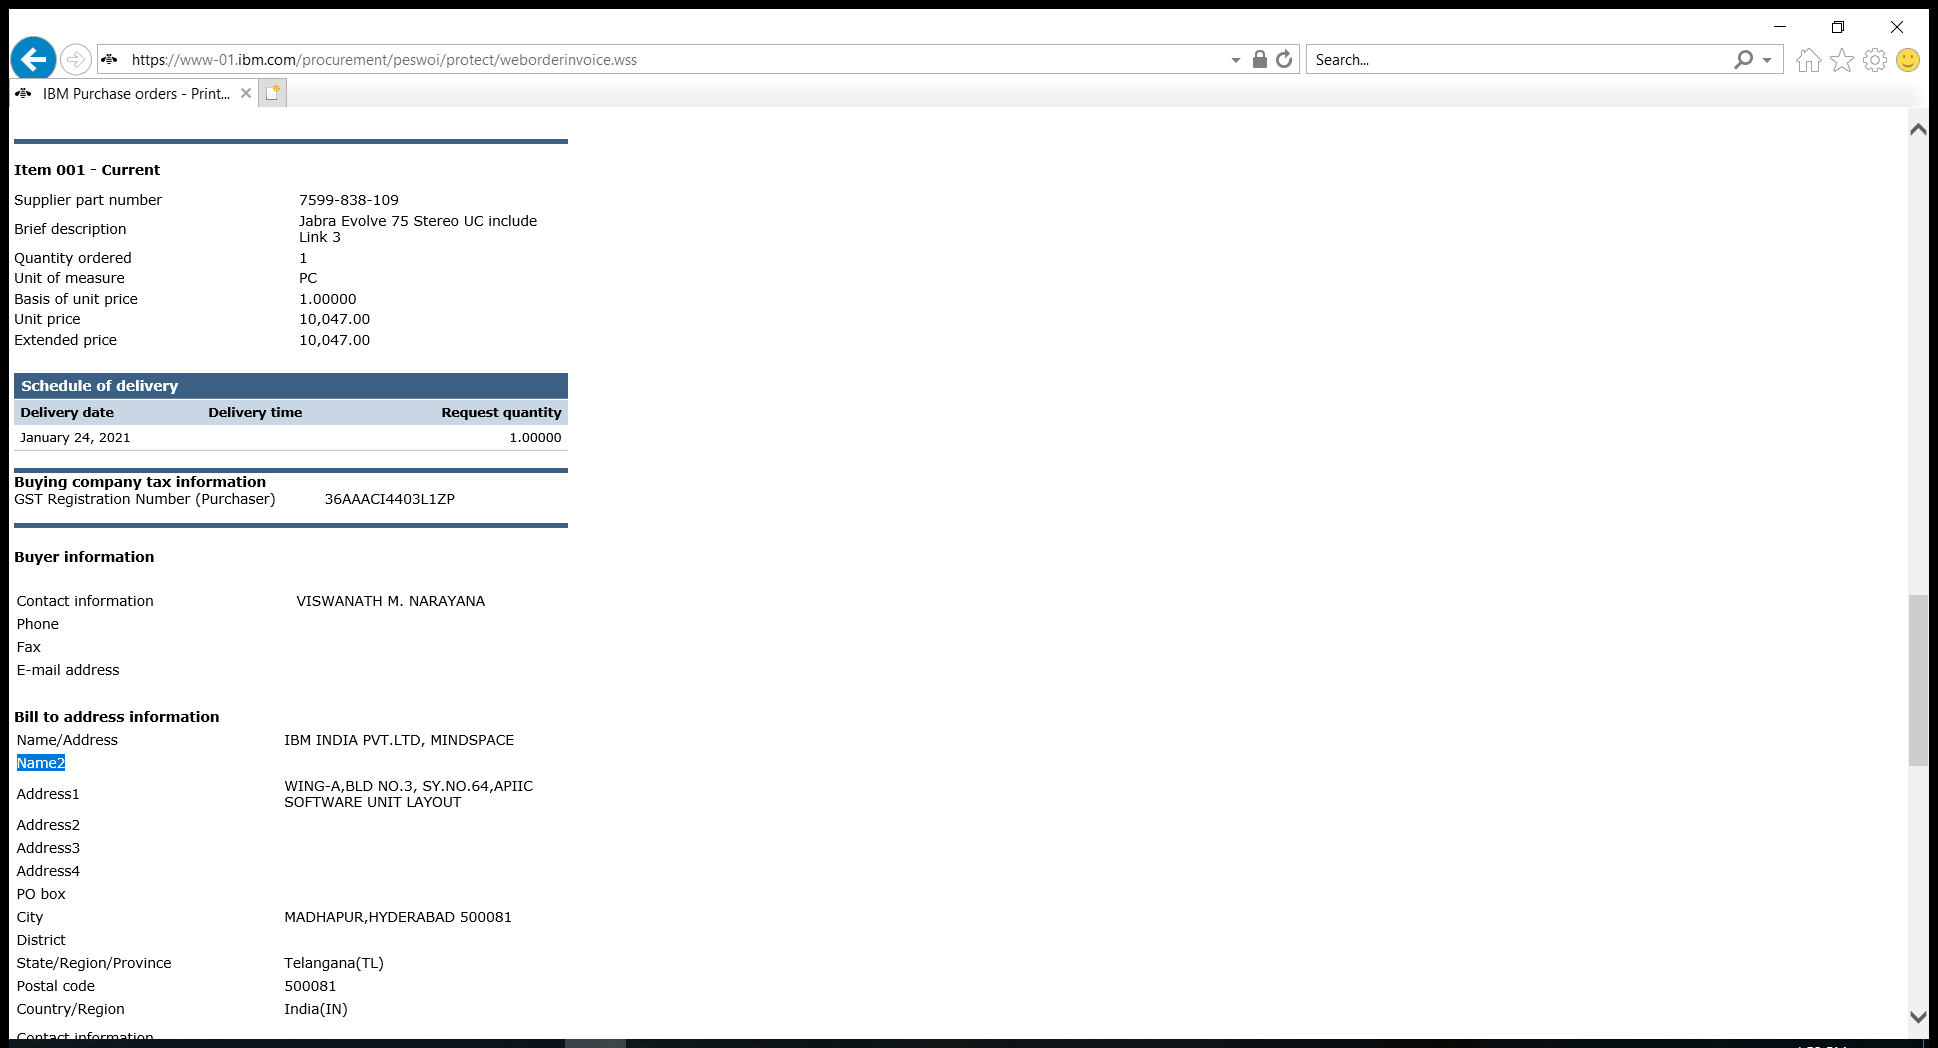 https://www-01.ibm.com/procurement/peswoi/protect/weborderinvoice.wss
Search...
IBM Purchase orders - Print...
Item 001 - Current
Supplier part number 7599-838-109
Brief description Jabra Evolve 75 Stereo UC include
Link 3
Quantity ordered 1
Unit of measure PC
Basis of unit price 1.00000
Unit price 10,047.00
Extended price 10,047.00
Schedule of delivery
Delivery date Delivery time Request quantity
January 24, 2021 1.00000
Buying company tax information
GST Registration Number (Purchaser) 36AAACI4403L1ZP
Buyer information
Contact information VISWANATH M. NARAYANA
Phone
Fax
E-mail address
Bill to address information
Name/Address IBM INDIA PVT.LTD, MINDSPACE
Name2
Address1 WING-A,BLD NO.3, SY.NO.64,APIIC
SOFTWARE UNIT LAYOUT
Address2
Address3
Address4
PO box
City MADHAPUR,HYDERABAD 500081
District
State/Region/Province Telangana(TL)
Postal code 500081
Country/Region India(IN)
Contact information